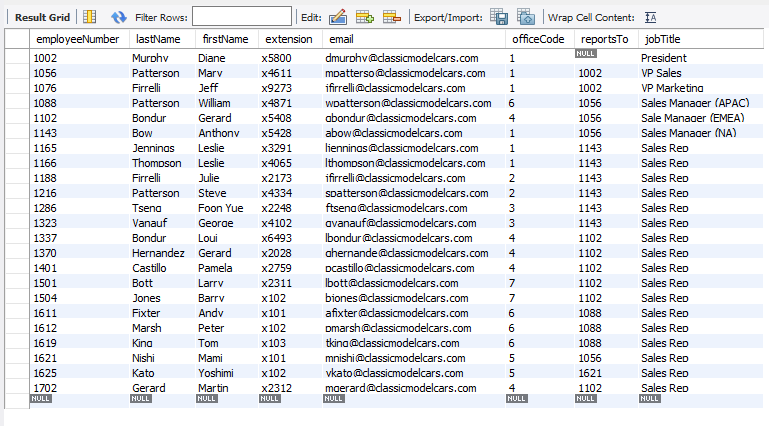 Result Grid Filter Rows: Edit: Export/Import: Wrap Cell Content: IA
employeeNumber lastName firstName extension email officeCode reportsTo jobTitle
1002 Murphy Diane x5800 dmurphy@classicmodelcars.com 1 NULL President
1056 Patterson Mary x4611 mpatterso@classicmodelcars.com 1 1002 VP Sales
1076 Firrelli Jeff x9273 jfirrelli@classicmodelcars.com 1 1002 VP Marketing
1088 Patterson William x4871 wpatterson@classicmodelcars.com 6 1056 Sales Manager (APAC)
1102 Bondur Gerard x5408 gbondur@classicmodelcars.com 4 1056 Sale Manager (EMEA)
1143 Bow Anthony x5428 abow@classicmodelcars.com 1 1056 Sales Manager (NA)
1165 Jennings Leslie x3291 ljennings@classicmodelcars.com 1 1143 Sales Rep
1166 Thompson Leslie x4065 lthompson@classicmodelcars.com 1 1143 Sales Rep
1188 Firrelli Julie x2173 jfirrelli@classicmodelcars.com 2 1143 Sales Rep
1216 Patterson Steve x4334 spatterson@classicmodelcars.com 2 1143 Sales Rep
1286 Tseng Foon Yue x2248 ftseng@classicmodelcars.com 3 1143 Sales Rep
1323 Vanauf George x4102 gvanauf@classicmodelcars.com 3 1143 Sales Rep
1337 Bondur Loui x6493 lbondur@classicmodelcars.com 4 1102 Sales Rep
1370 Hernandez Gerard x2028 ghernande@classicmodelcars.com 4 1102 Sales Rep
1401 Castillo Pamela x2759 pcastillo@classicmodelcars.com 4 1102 Sales Rep
1501 Bott Larry x2311 lbott@classicmodelcars.com 7 1102 Sales Rep
1504 Jones Barry x102 bjones@classicmodelcars.com 7 1102 Sales Rep
1611 Fixter Andy x101 afixter@classicmodelcars.com 6 1088 Sales Rep
1612 Marsh Peter x102 pmarsh@classicmodelcars.com 6 1088 Sales Rep
1619 King Tom x103 tking@classicmodelcars.com 6 1088 Sales Rep
1621 Nishi Mami x101 mnishi@classicmodelcars.com 5 1056 Sales Rep
1625 Kato Yoshimi x102 ykato@classicmodelcars.com 5 1621 Sales Rep
1702 Gerard Martin x2312 mgerard@classicmodelcars.com 4 1102 Sales Rep
NULL NULL NULL NULL NULL NULL NULL NULL